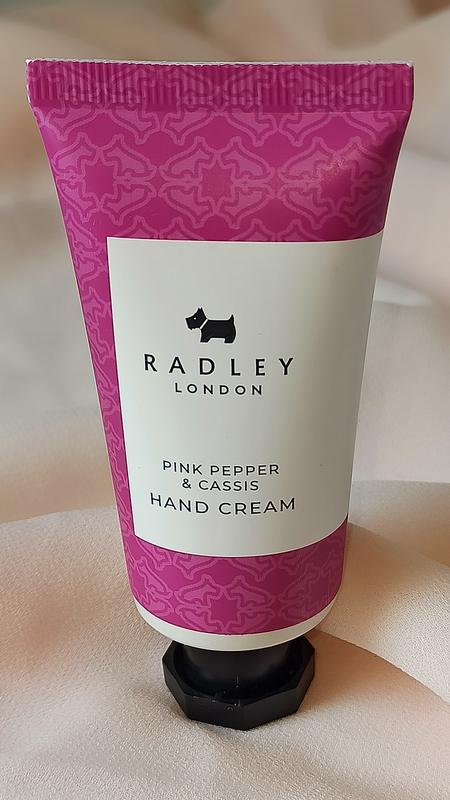 RADLEY
LONDON
PINK PEPPER
& CASSIS
HAND CREAM